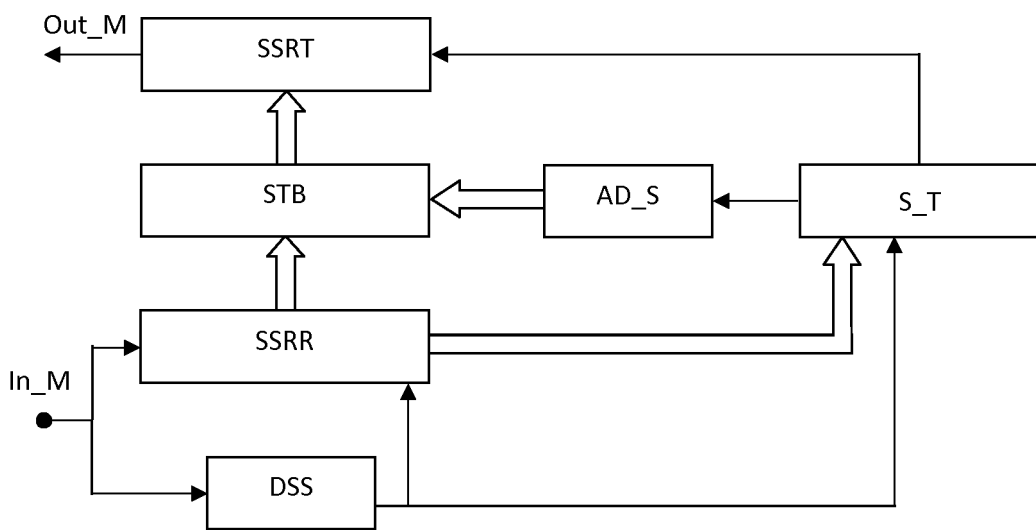 Out_M
SSRT
STB
AD_S
S_T
SSRR
In_M
DSS